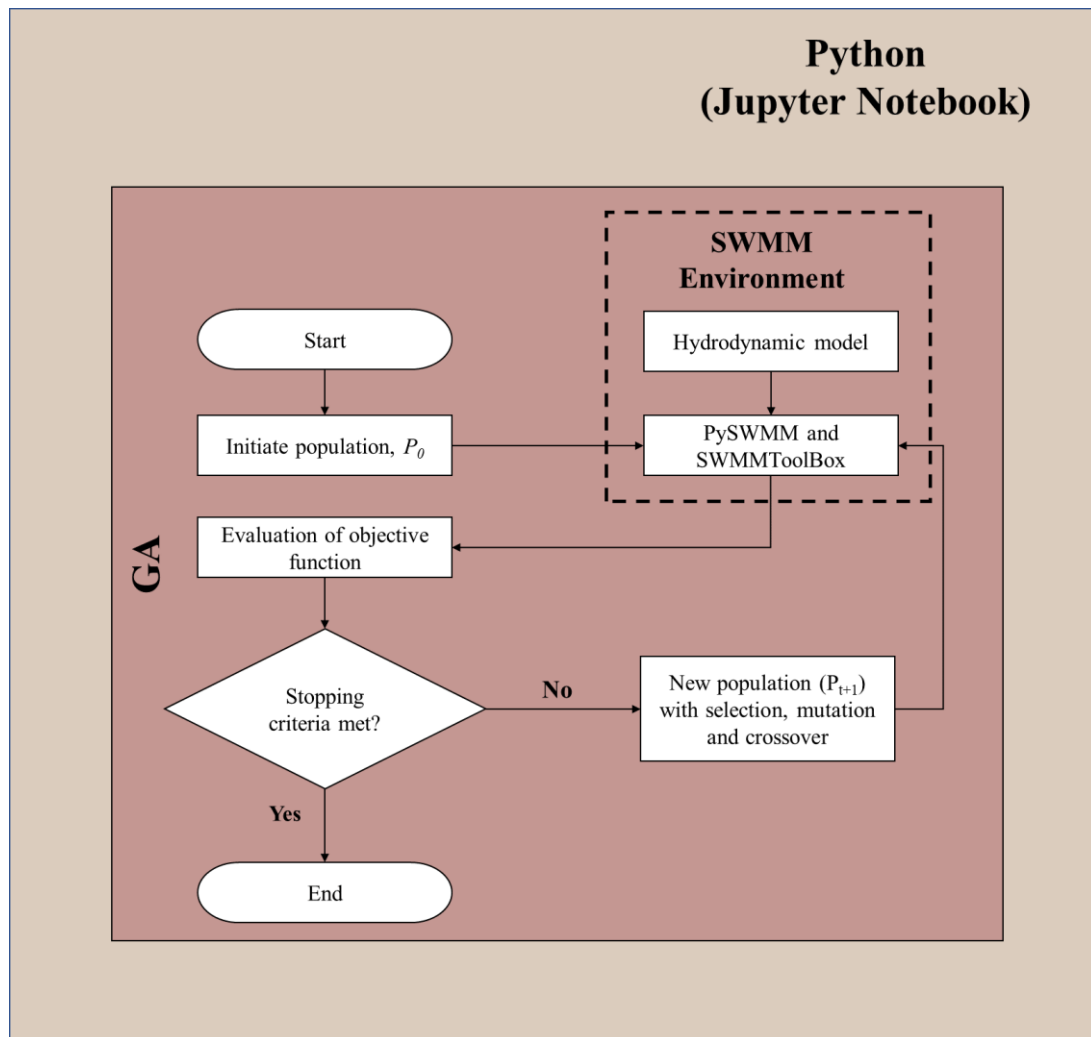 Python
(Jupyter Notebook)
SWMM
Environment
Start
Hydrodynamic model
Initiate population, P₀
PySWMM and
SWMMToolBox
Evaluation of objective
function
GA
Stopping
criteria met?
No
New population (Pₜ₊₁)
with selection, mutation
and crossover
Yes
End